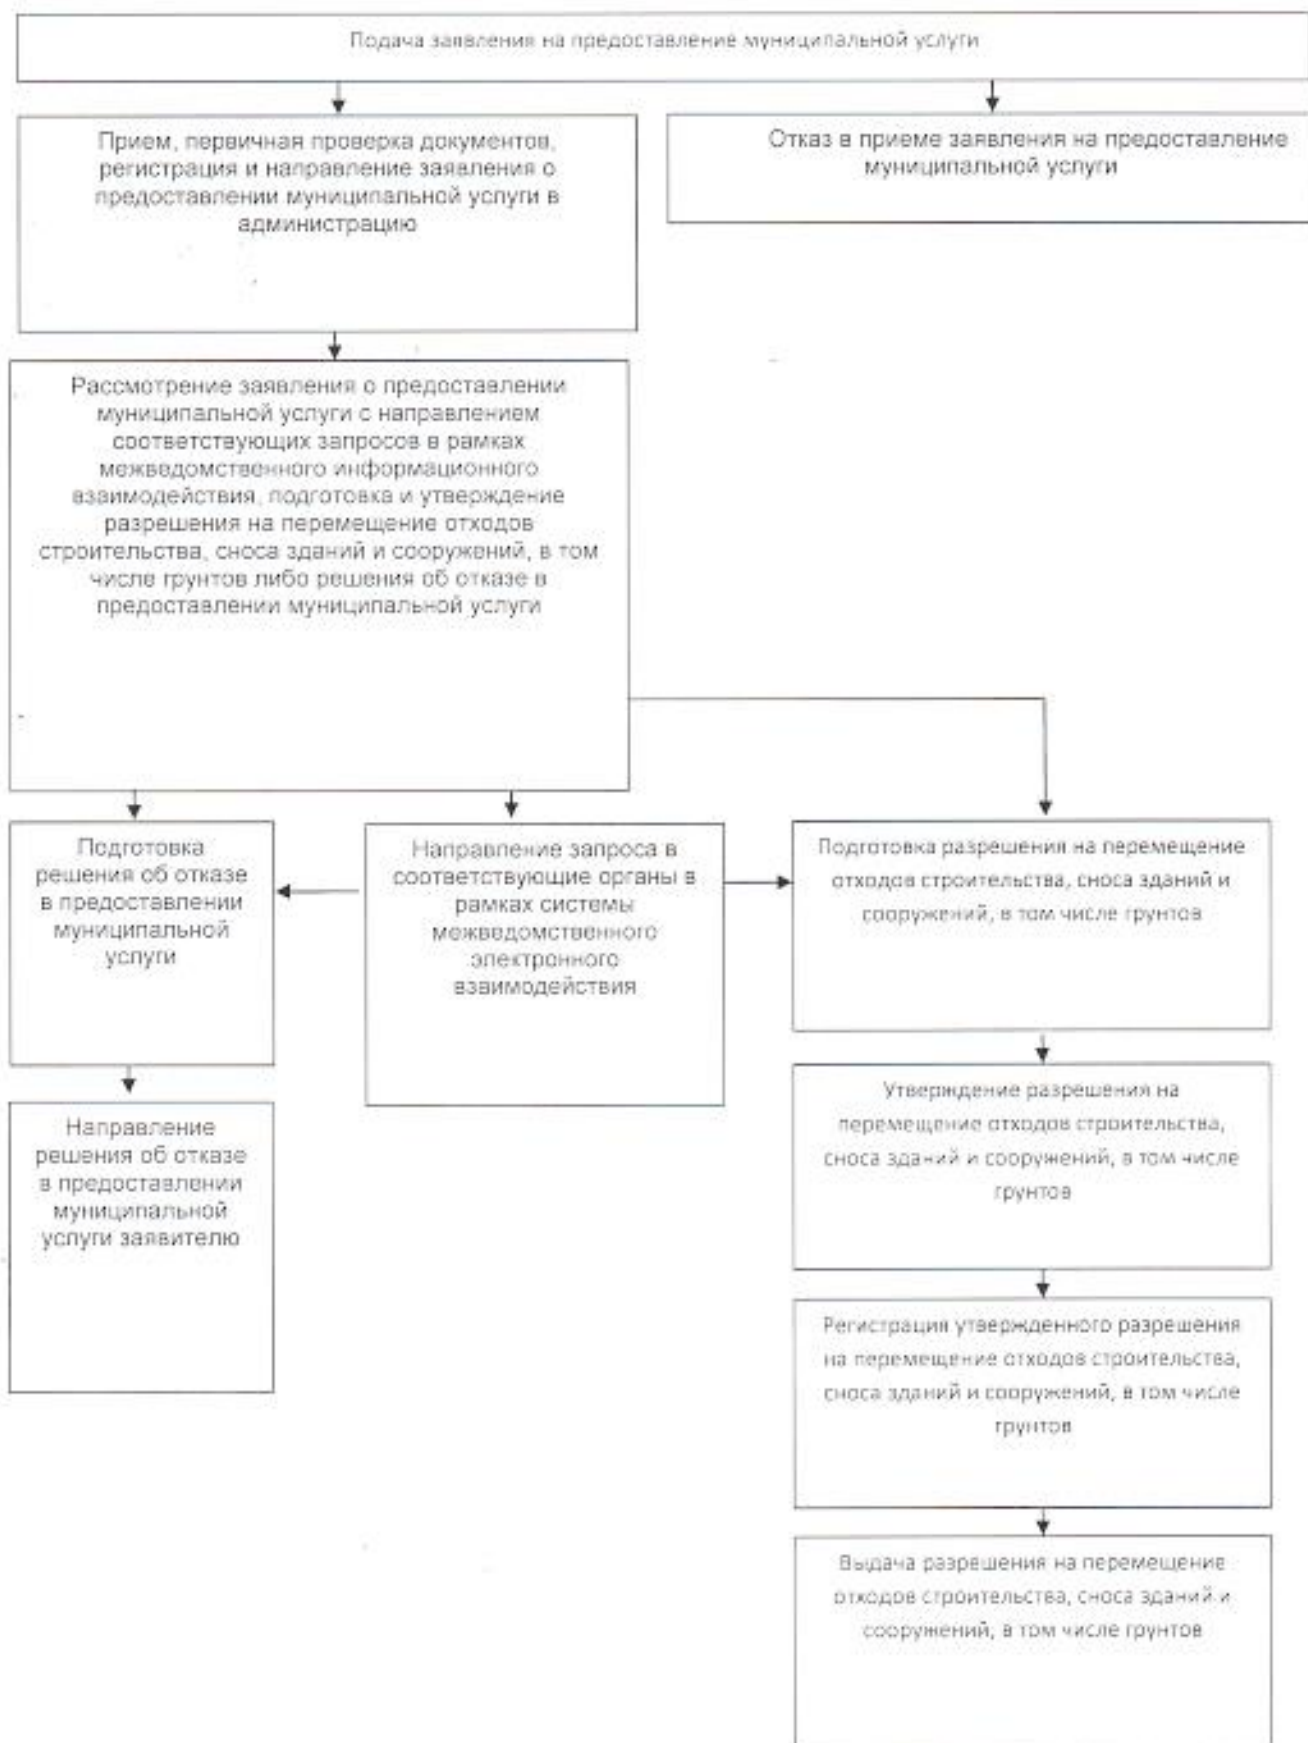 Подача заявления на предоставление муниципальной услуги
Прием, первичная проверка документов,
регистрация и направление заявления о
предоставлении муниципальной услуги в
администрацию
Отказ в приеме заявления на предоставление
муниципальной услуги
Рассмотрение заявления о предоставлении
муниципальной услуги с направлением
соответствующих запросов в рамках
межведомственного информационного
взаимодействия, подготовка и утверждение
разрешения на перемещение отходов
строительства, сноса зданий и сооружений, в том
числе грунтов либо решения об отказе в
предоставлении муниципальной услуги
Подготовка
решения об отказе
в предоставлении
муниципальной
услуги
Направление запроса в
соответствующие органы в
рамках системы
межведомственного
электронного
взаимодействия
Подготовка разрешения на перемещение
отходов строительства, сноса зданий и
сооружений, в том числе грунтов
Направление
решения об отказе
в предоставлении
муниципальной
услуги заявителю
Утверждение разрешения на
перемещение отходов строительства,
сноса зданий и сооружений, в том числе
грунтов
Регистрация утвержденного разрешения
на перемещение отходов строительства,
сноса зданий и сооружений, в том числе
грунтов
Выдача разрешения на перемещение
отходов строительства, сноса зданий и
сооружений, в том числе грунтов